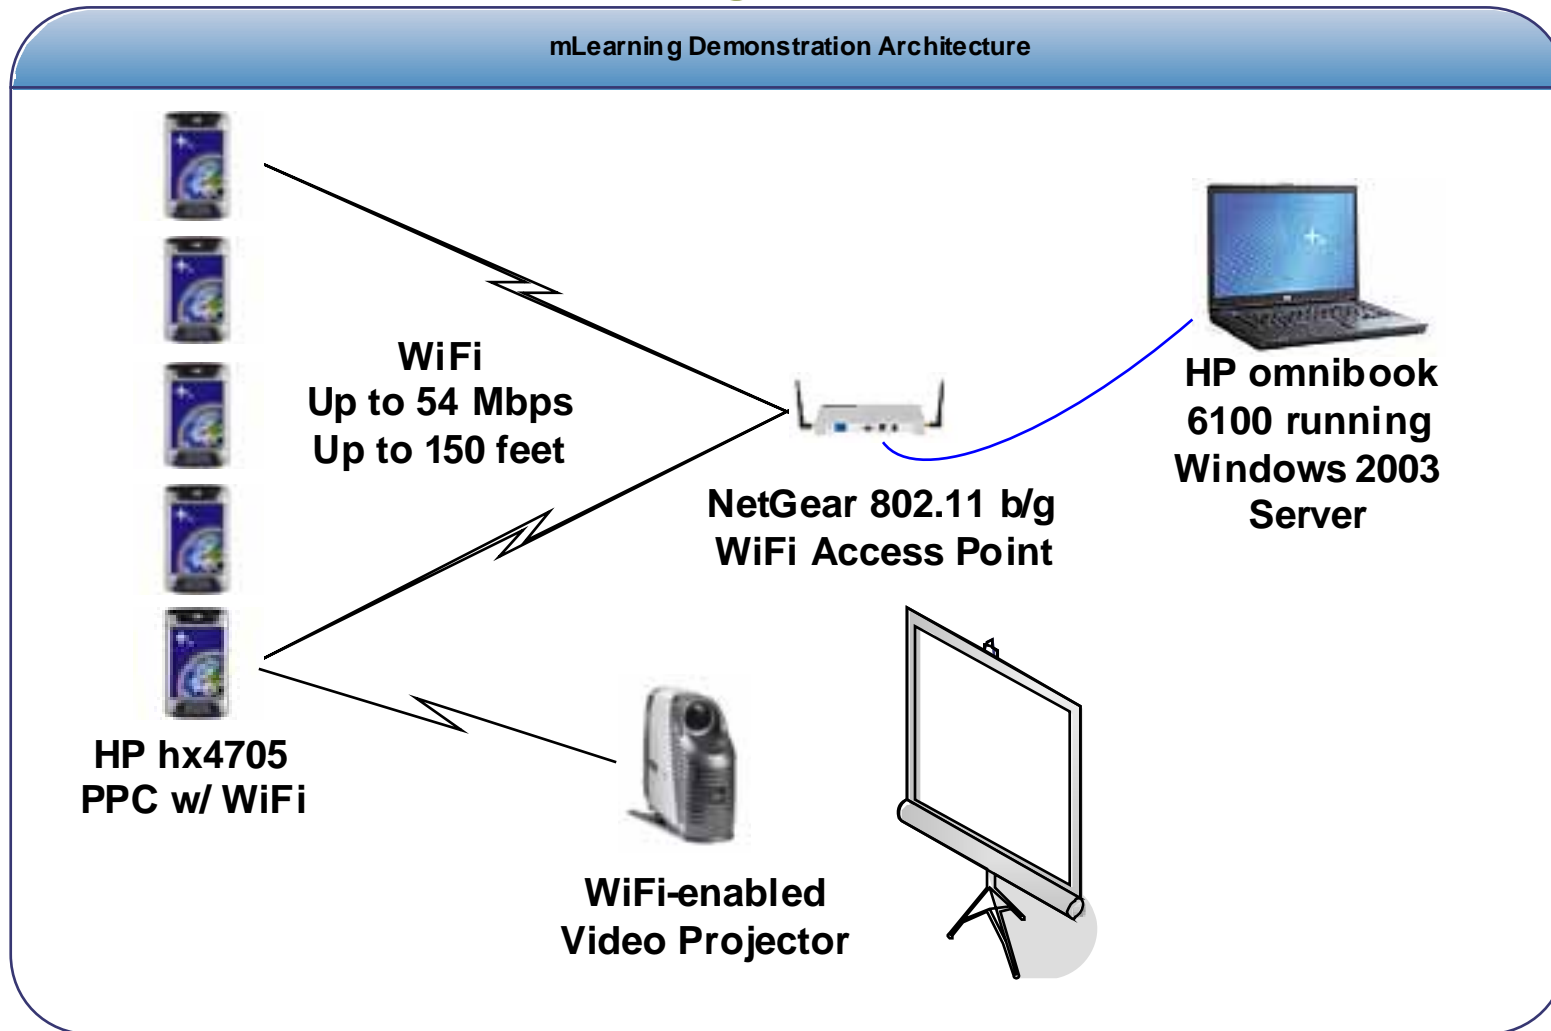 mLearning Demonstration Architecture
WiFi
Up to 54 Mbps
Up to 150 feet
HP omnibook
6100 running
Windows 2003
Server
NetGear 802.11 b/g
WiFi Access Point
HP hx4705
PPC w/ WiFi
WiFi-enabled
Video Projector